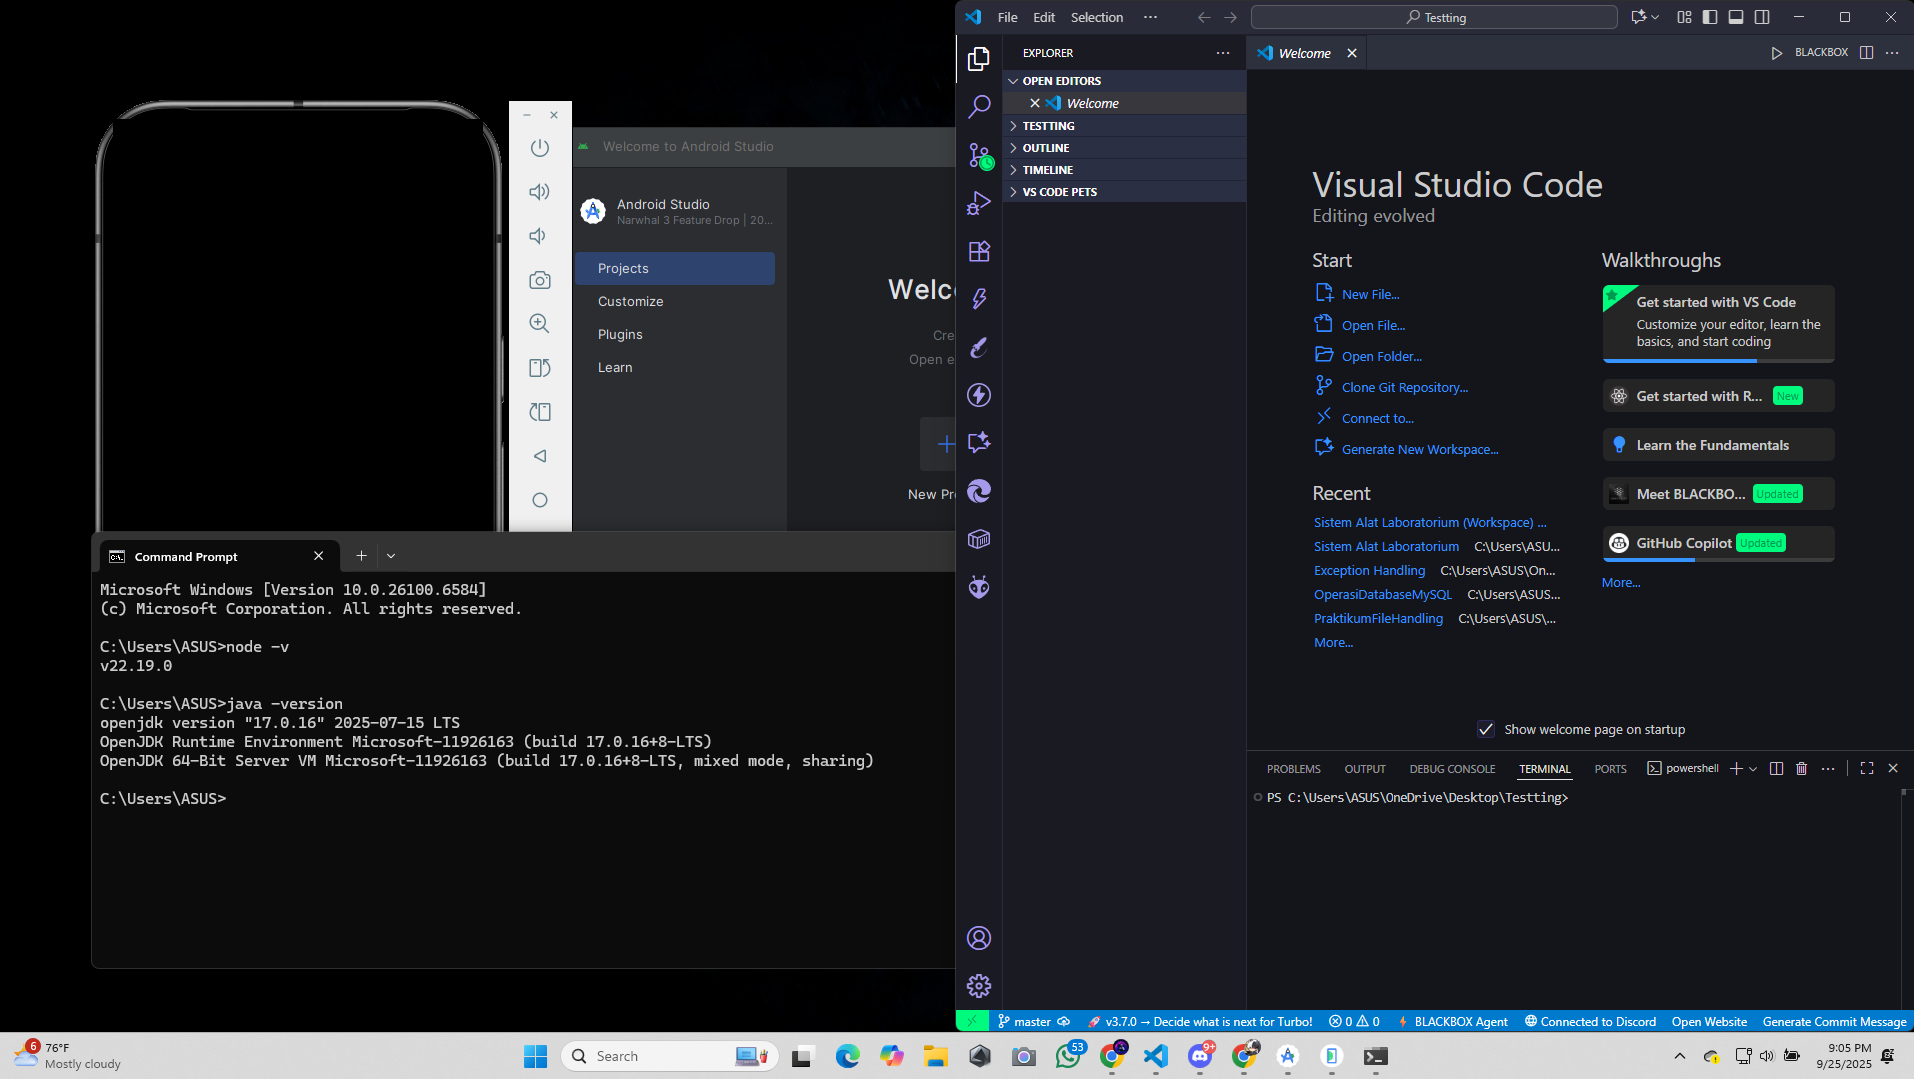 Welcome to Android Studio
Android Studio
Narwhal 3 Feature Drop | 20...
Projects
Customize
Plugins
Learn
Welc
Cre
Open e
New Pr
Command Prompt
Microsoft Windows [Version 10.0.26100.6584]
(c) Microsoft Corporation. All rights reserved.
C:\Users\ASUS>node -v
v22.19.0
C:\Users\ASUS>java -version
openjdk version "17.0.16" 2025-07-15 LTS
OpenJDK Runtime Environment Microsoft-11926163 (build 17.0.16+8-LTS)
OpenJDK 64-Bit Server VM Microsoft-11926163 (build 17.0.16+8-LTS, mixed mode, sharing)
C:\Users\ASUS>
File Edit Selection ...
Testting
EXPLORER
OPEN EDITORS
Welcome
TESTTING
OUTLINE
TIMELINE
VS CODE PETS
Welcome
BLACKBOX
Visual Studio Code
Editing evolved
Start
New File...
Open File...
Open Folder...
Clone Git Repository...
Connect to...
Generate New Workspace...
Recent
Sistem Alat Laboratorium (Workspace) ...
Sistem Alat Laboratorium C:\Users\ASU...
Exception Handling C:\Users\ASUS\On...
OperasiDatabaseMySQL C:\Users\ASUS...
PraktikumFileHandling C:\Users\ASUS\...
More...
Walkthroughs
Get started with VS Code
Customize your editor, learn the
basics, and start coding
Get started with R... New
Learn the Fundamentals
Meet BLACKBO... Updated
GitHub Copilot Updated
More...
Show welcome page on startup
PROBLEMS OUTPUT DEBUG CONSOLE TERMINAL PORTS powershell
PS C:\Users\ASUS\OneDrive\Desktop\Testting>
master v3.7.0 → Decide what is next for Turbo! 0 0 BLACKBOX Agent Connected to Discord Open Website Generate Commit Message
6
76°F
Mostly cloudy
Search
53
9+
9:05 PM
9/25/2025